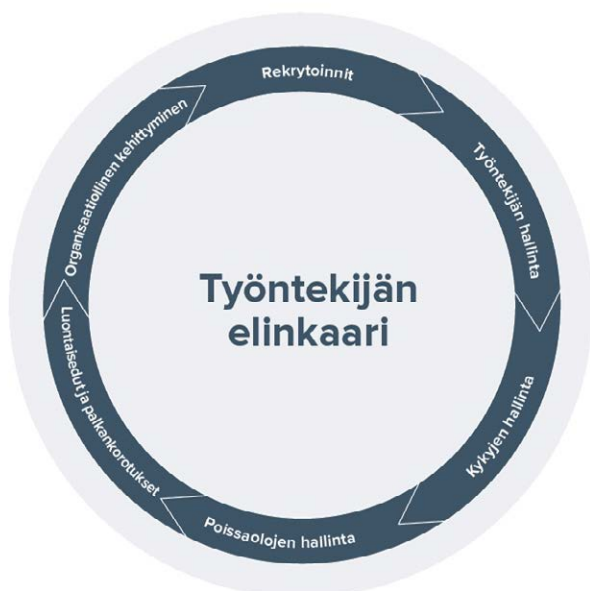 Rekrytoinnit
Työntekijän hallinta
Kykyjen hallinta
Poissaolojen hallinta
Luontaisedut ja palkankorotukset
Organisaatiollinen kehittyminen
Työntekijän
elinkaari